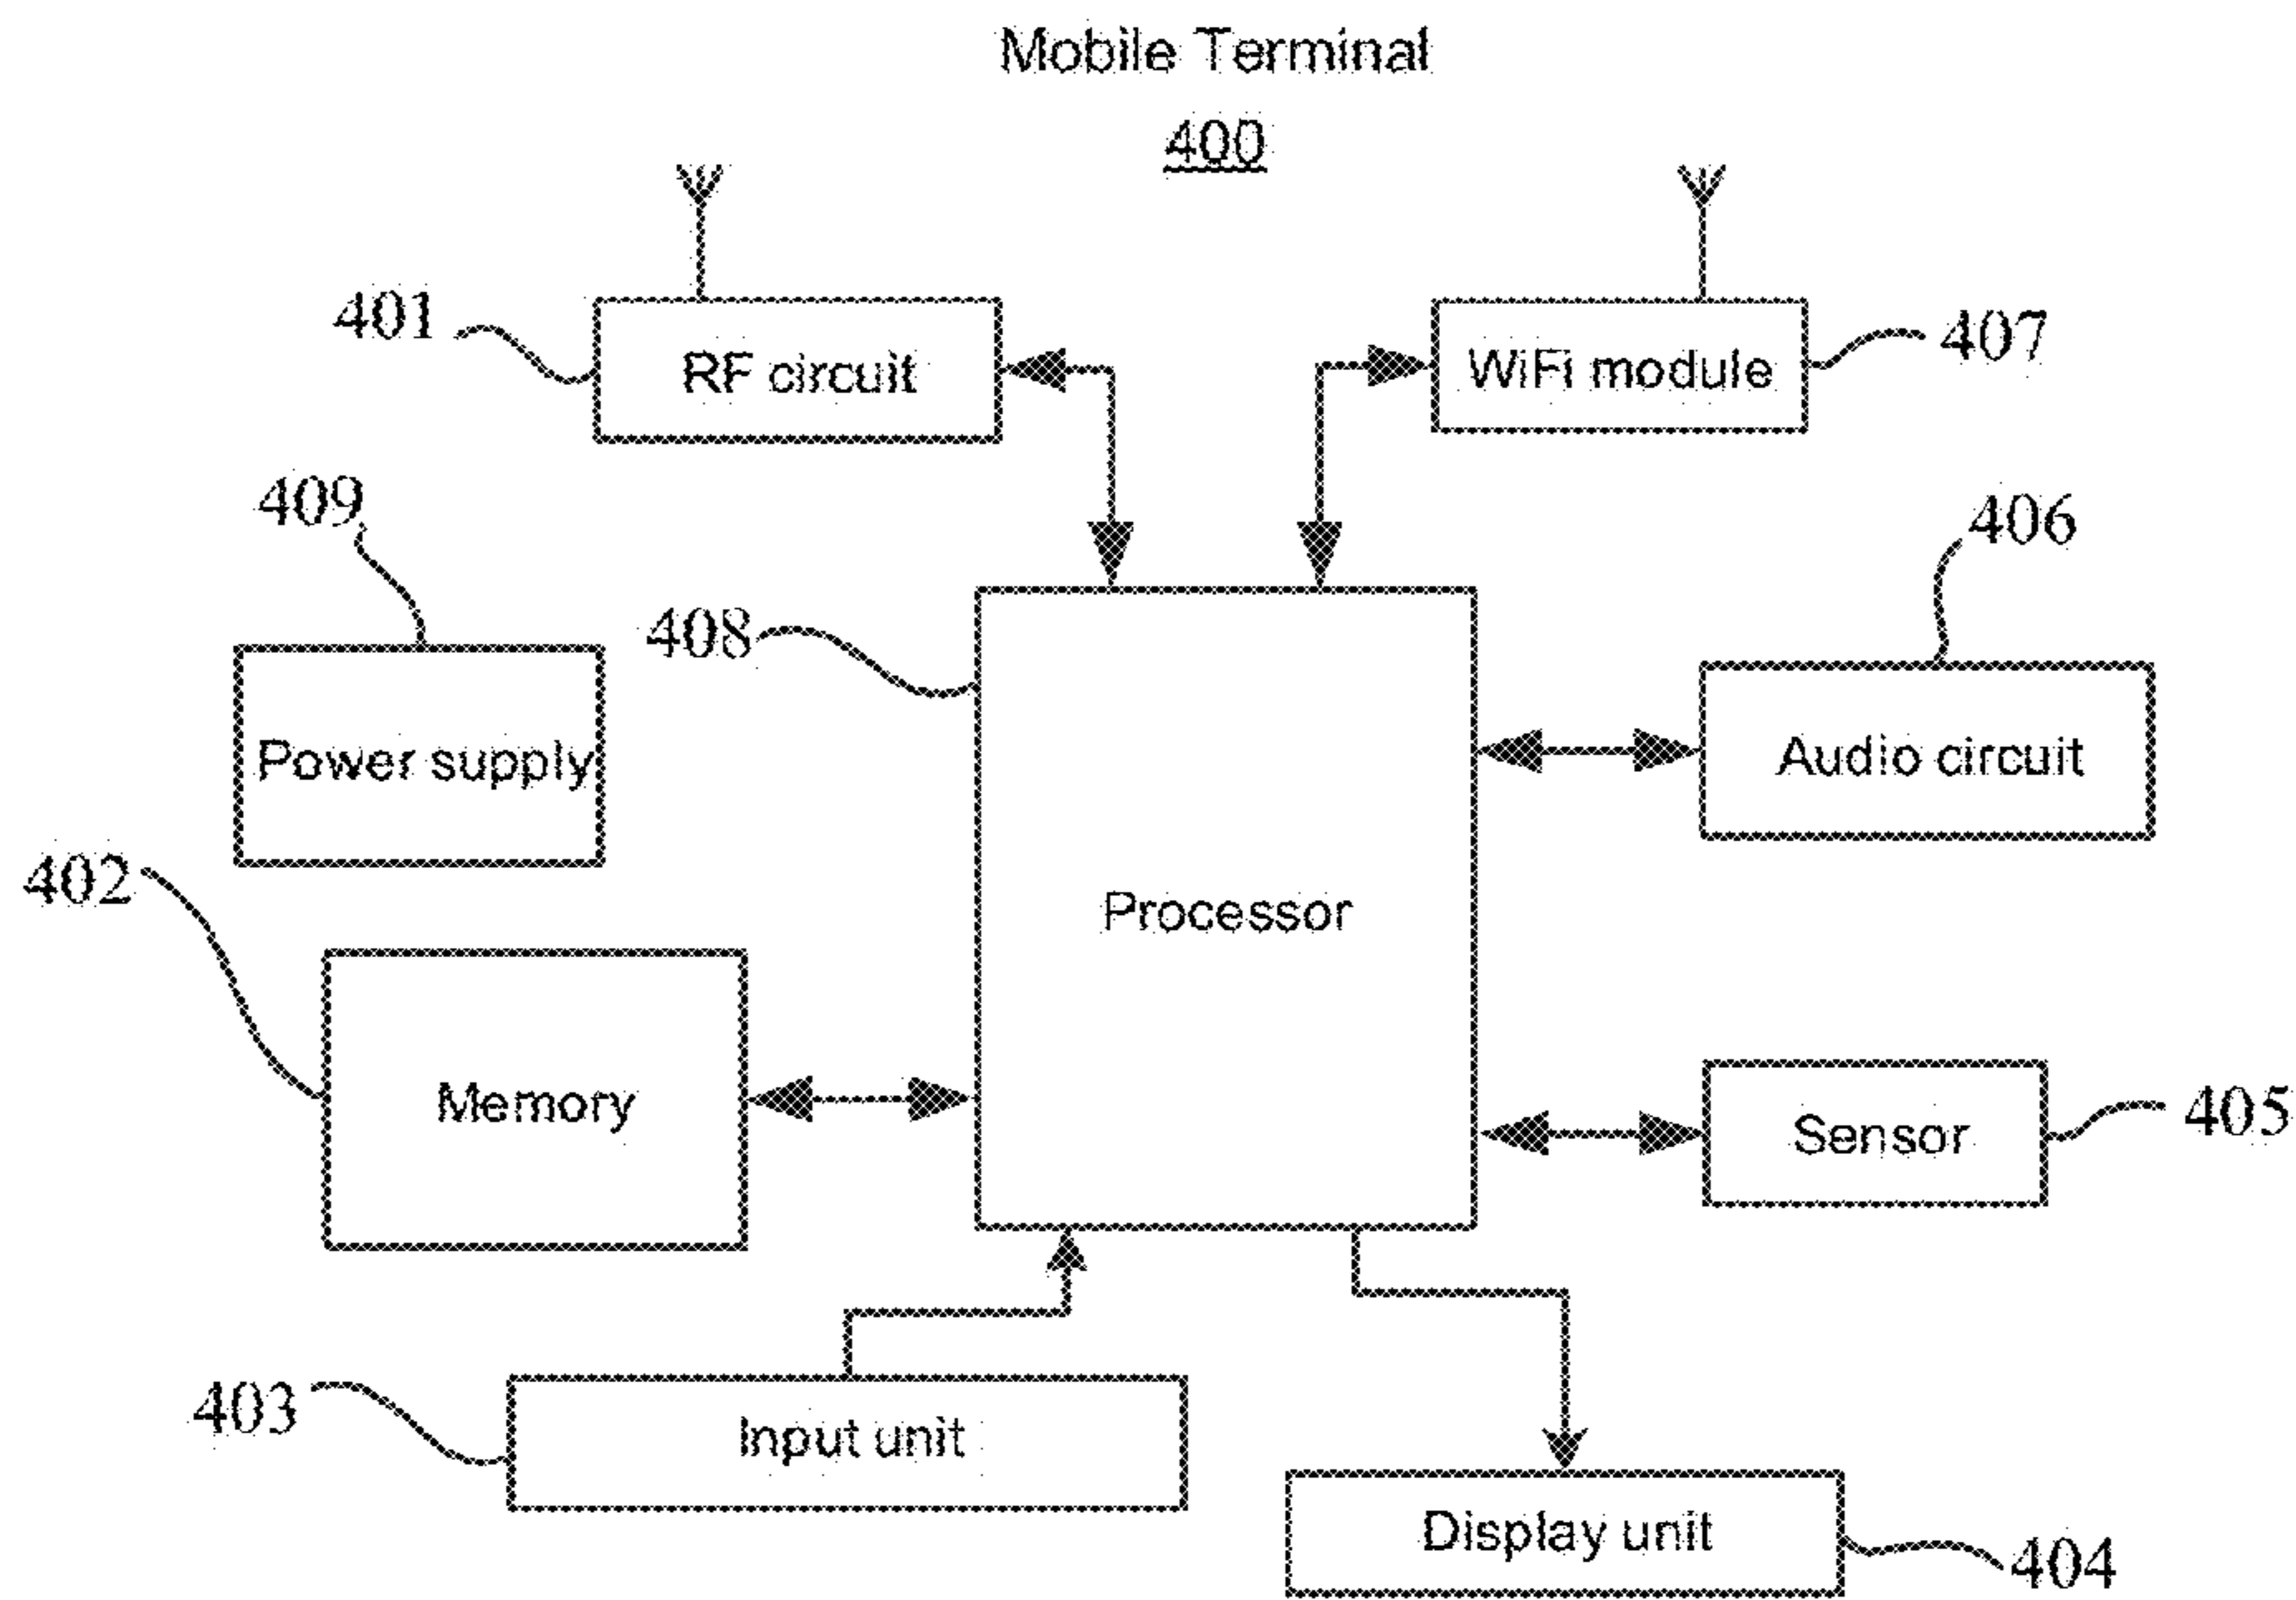 Mobile Terminal
400
401
RF circuit
WiFi module
407
409
408
406
Power supply
Audio circuit
402
Processor
Memory
Sensor
405
403
Input unit
Display unit
404